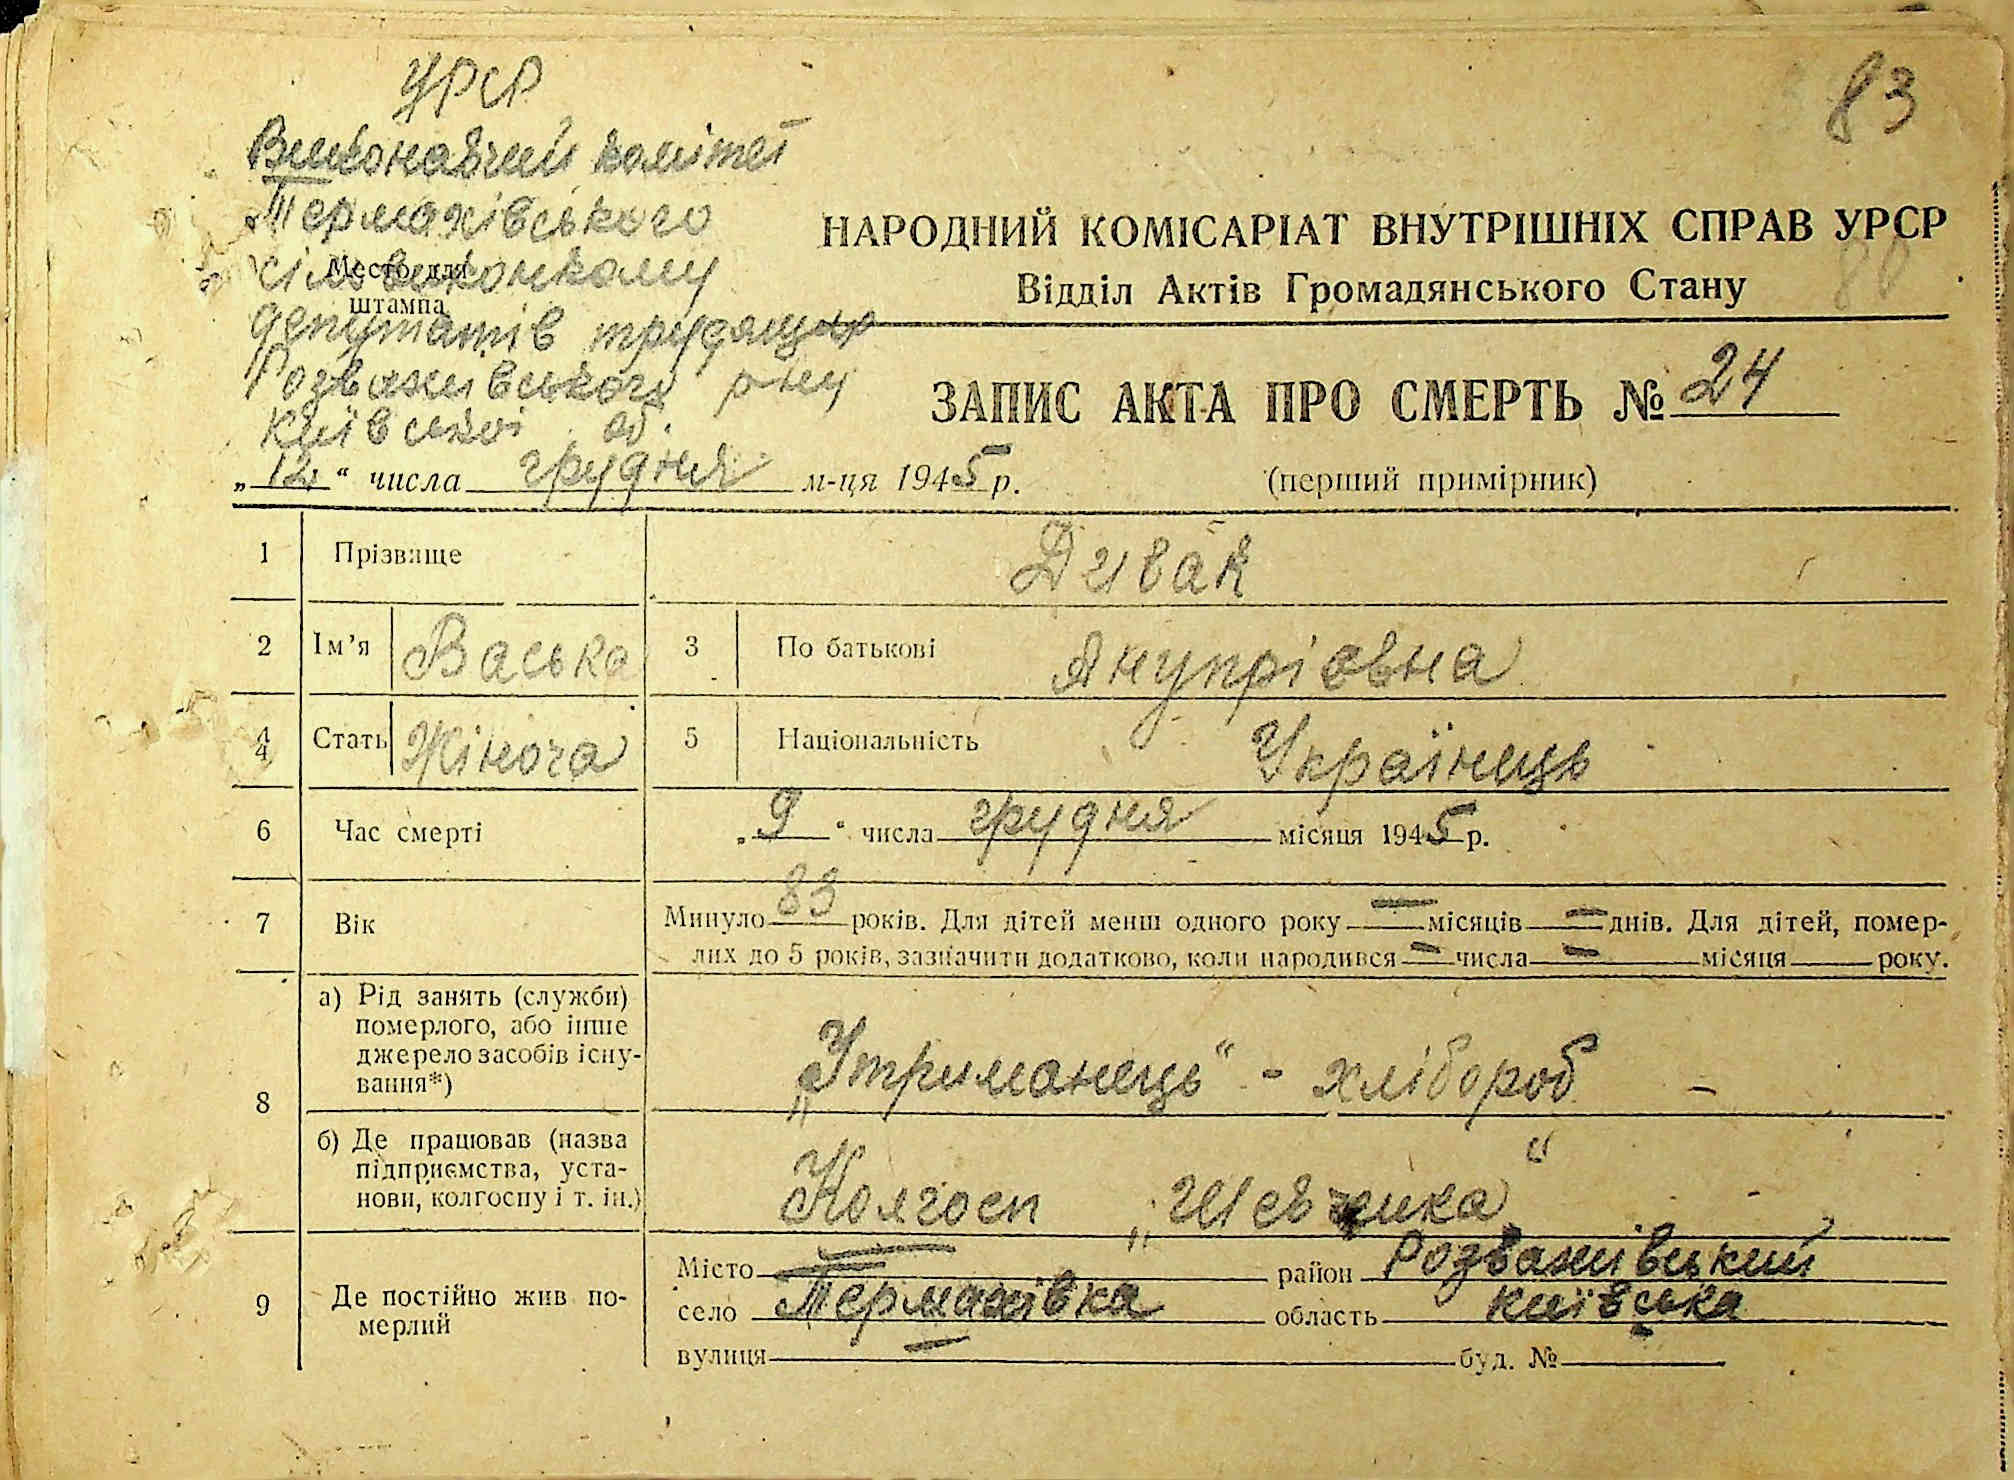 УРСР
83
Виконавчий комітет
Термахівського
НАРОДНИЙ КОМІСАРІАТ ВНУТРІШНІХ СПРАВ УРСР
80
Место для
сільвиконкому
Відділ Актів Громадянського Стану
штампа
депутатів трудящих
Розважівського р-ну
ЗАПИС АКТА ПРО СМЕРТЬ № 24
Київської об.
„12“ числа грудня м-ця 1945 р.
(перший примірник)
1 Прізвище Дивак
2 Ім’я Васька 3 По батькові Янупріовна
4 Стать Жіноча 5 Національність Українець
4
6 Час смерті „9“ числа грудня місяця 1945 р.
7 Вік Минуло 83 років. Для дітей менш одного року — місяців — днів. Для дітей, помер-
лих до 5 років, зазначити додатково, коли народився — числа — місяця року.
8 а) Рід занять (служби)
померлого, або інше
джерело засобів існу-
вання*)
„Утриманець“ - хлібороб -
б) Де працював (назва
підприємства, уста-
нови, колгоспу і т. ін.)
Колгосп „Шевчика“
9 Де постійно жив по-
мерлий
Місто — район Розважівський
село Термахівка область Київська
вулиця — буд. №